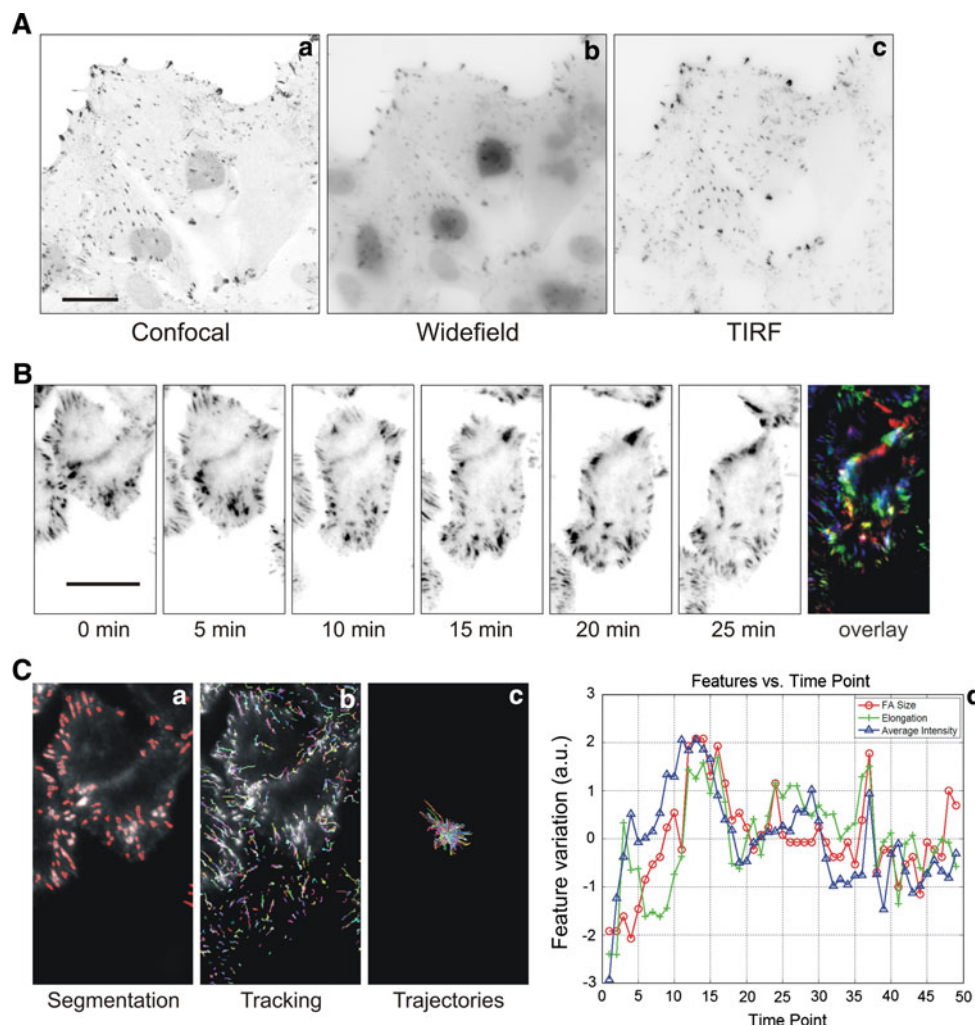 A
a
b
c
Confocal
Widefield
TIRF
B
0 min
5 min
10 min
15 min
20 min
25 min
overlay
C
a
b
c
Segmentation
Tracking
Trajectories
d
Features vs. Time Point
FA Size
Elongation
Average Intensity
Feature variation (a.u.)
3
2
1
0
-1
-2
-3
0 5 10 15 20 25 30 35 40 45 50
Time Point